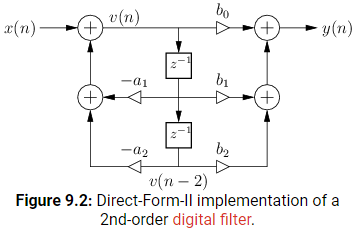 x(n) + v(n) b₀ + y(n)
z⁻¹
−a₁ b₁
+ +
z⁻¹
−a₂ b₂
v(n − 2)
Figure 9.2: Direct-Form-II implementation of a
2nd-order digital filter.